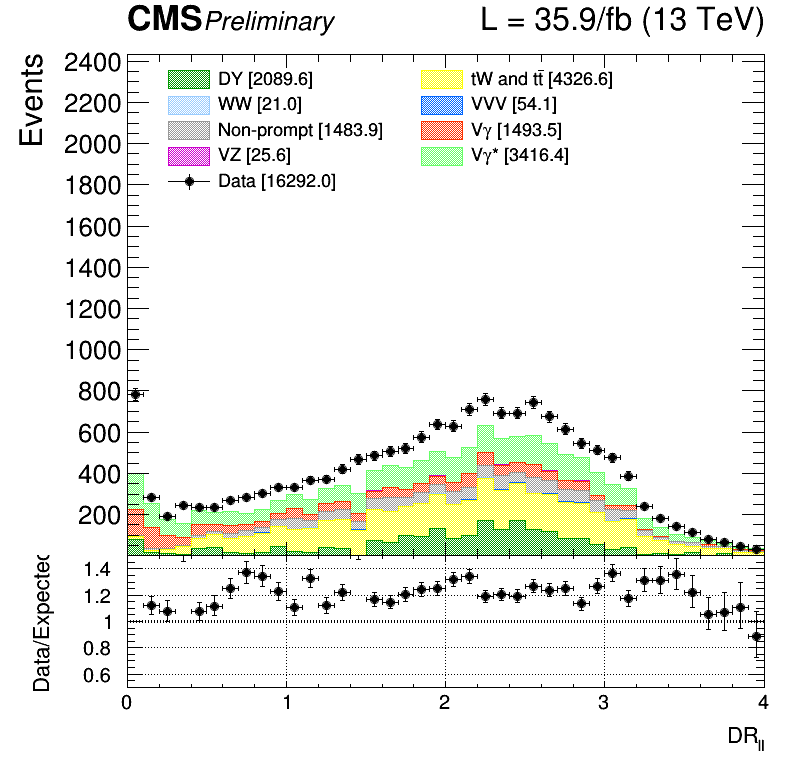 CMS Preliminary L = 35.9/fb (13 TeV)
Events
2400
2200
2000
1800
1600
1400
1200
1000
800
600
400
200
DY [2089.6]
WW [21.0]
Non-prompt [1483.9]
VZ [25.6]
Data [16292.0]
tW and tt̄ [4326.6]
VVV [54.1]
Vγ [1493.5]
Vγ* [3416.4]
Data/Expected
1.4
1.2
1
0.8
0.6
0 1 2 3 4
DRll